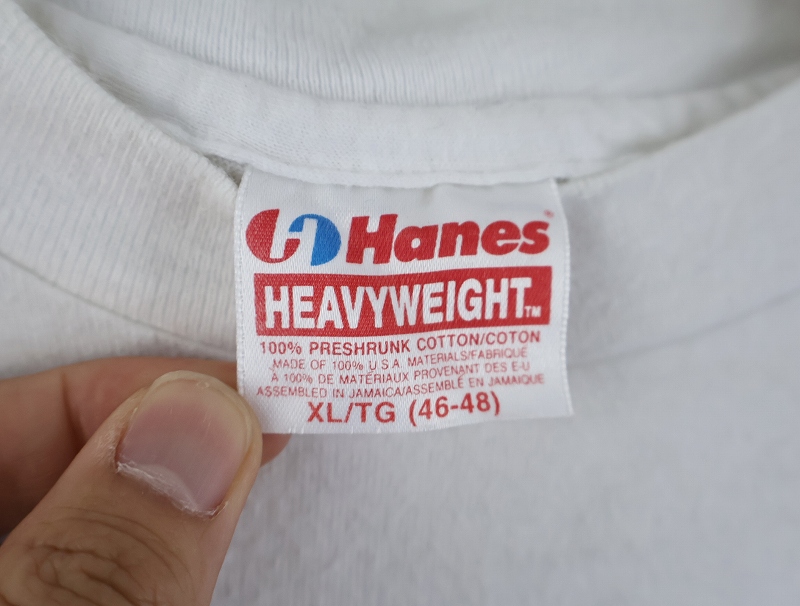 Hanes®
HEAVYWEIGHT™
100% PRESHRUNK COTTON/COTON
MADE OF 100% U.S.A. MATERIALS/FABRIQUÉ
À 100% DE MATÉRIAUX PROVENANT DES E-U
ASSEMBLED IN JAMAICA/ASSEMBLÉ EN JAMAIQUE
XL/TG (46-48)